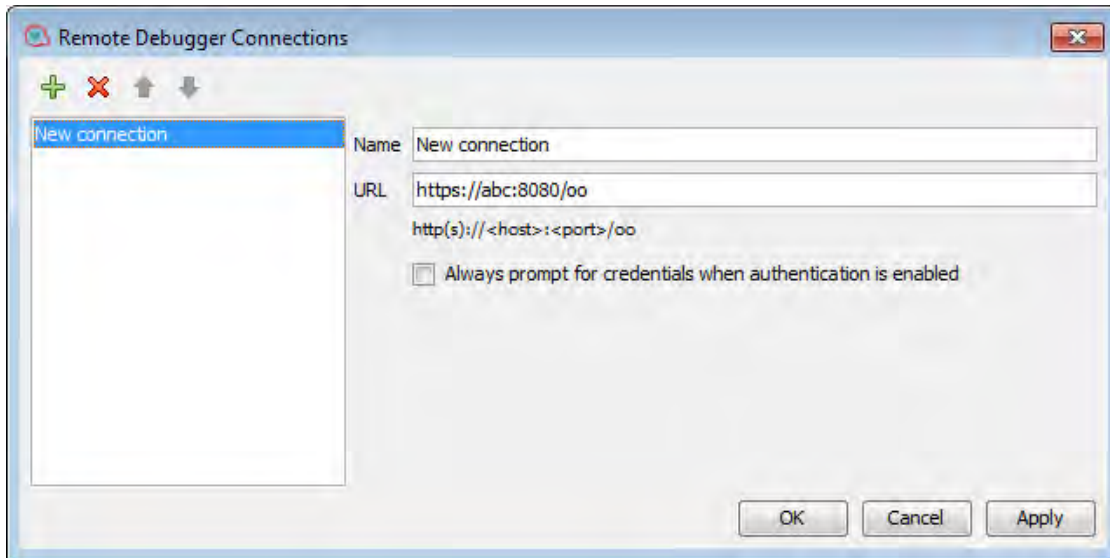 Remote Debugger Connections
New connection
Name New connection
URL https://abc:8080/oo
http(s)://<host>:<port>/oo
Always prompt for credentials when authentication is enabled
OK Cancel Apply